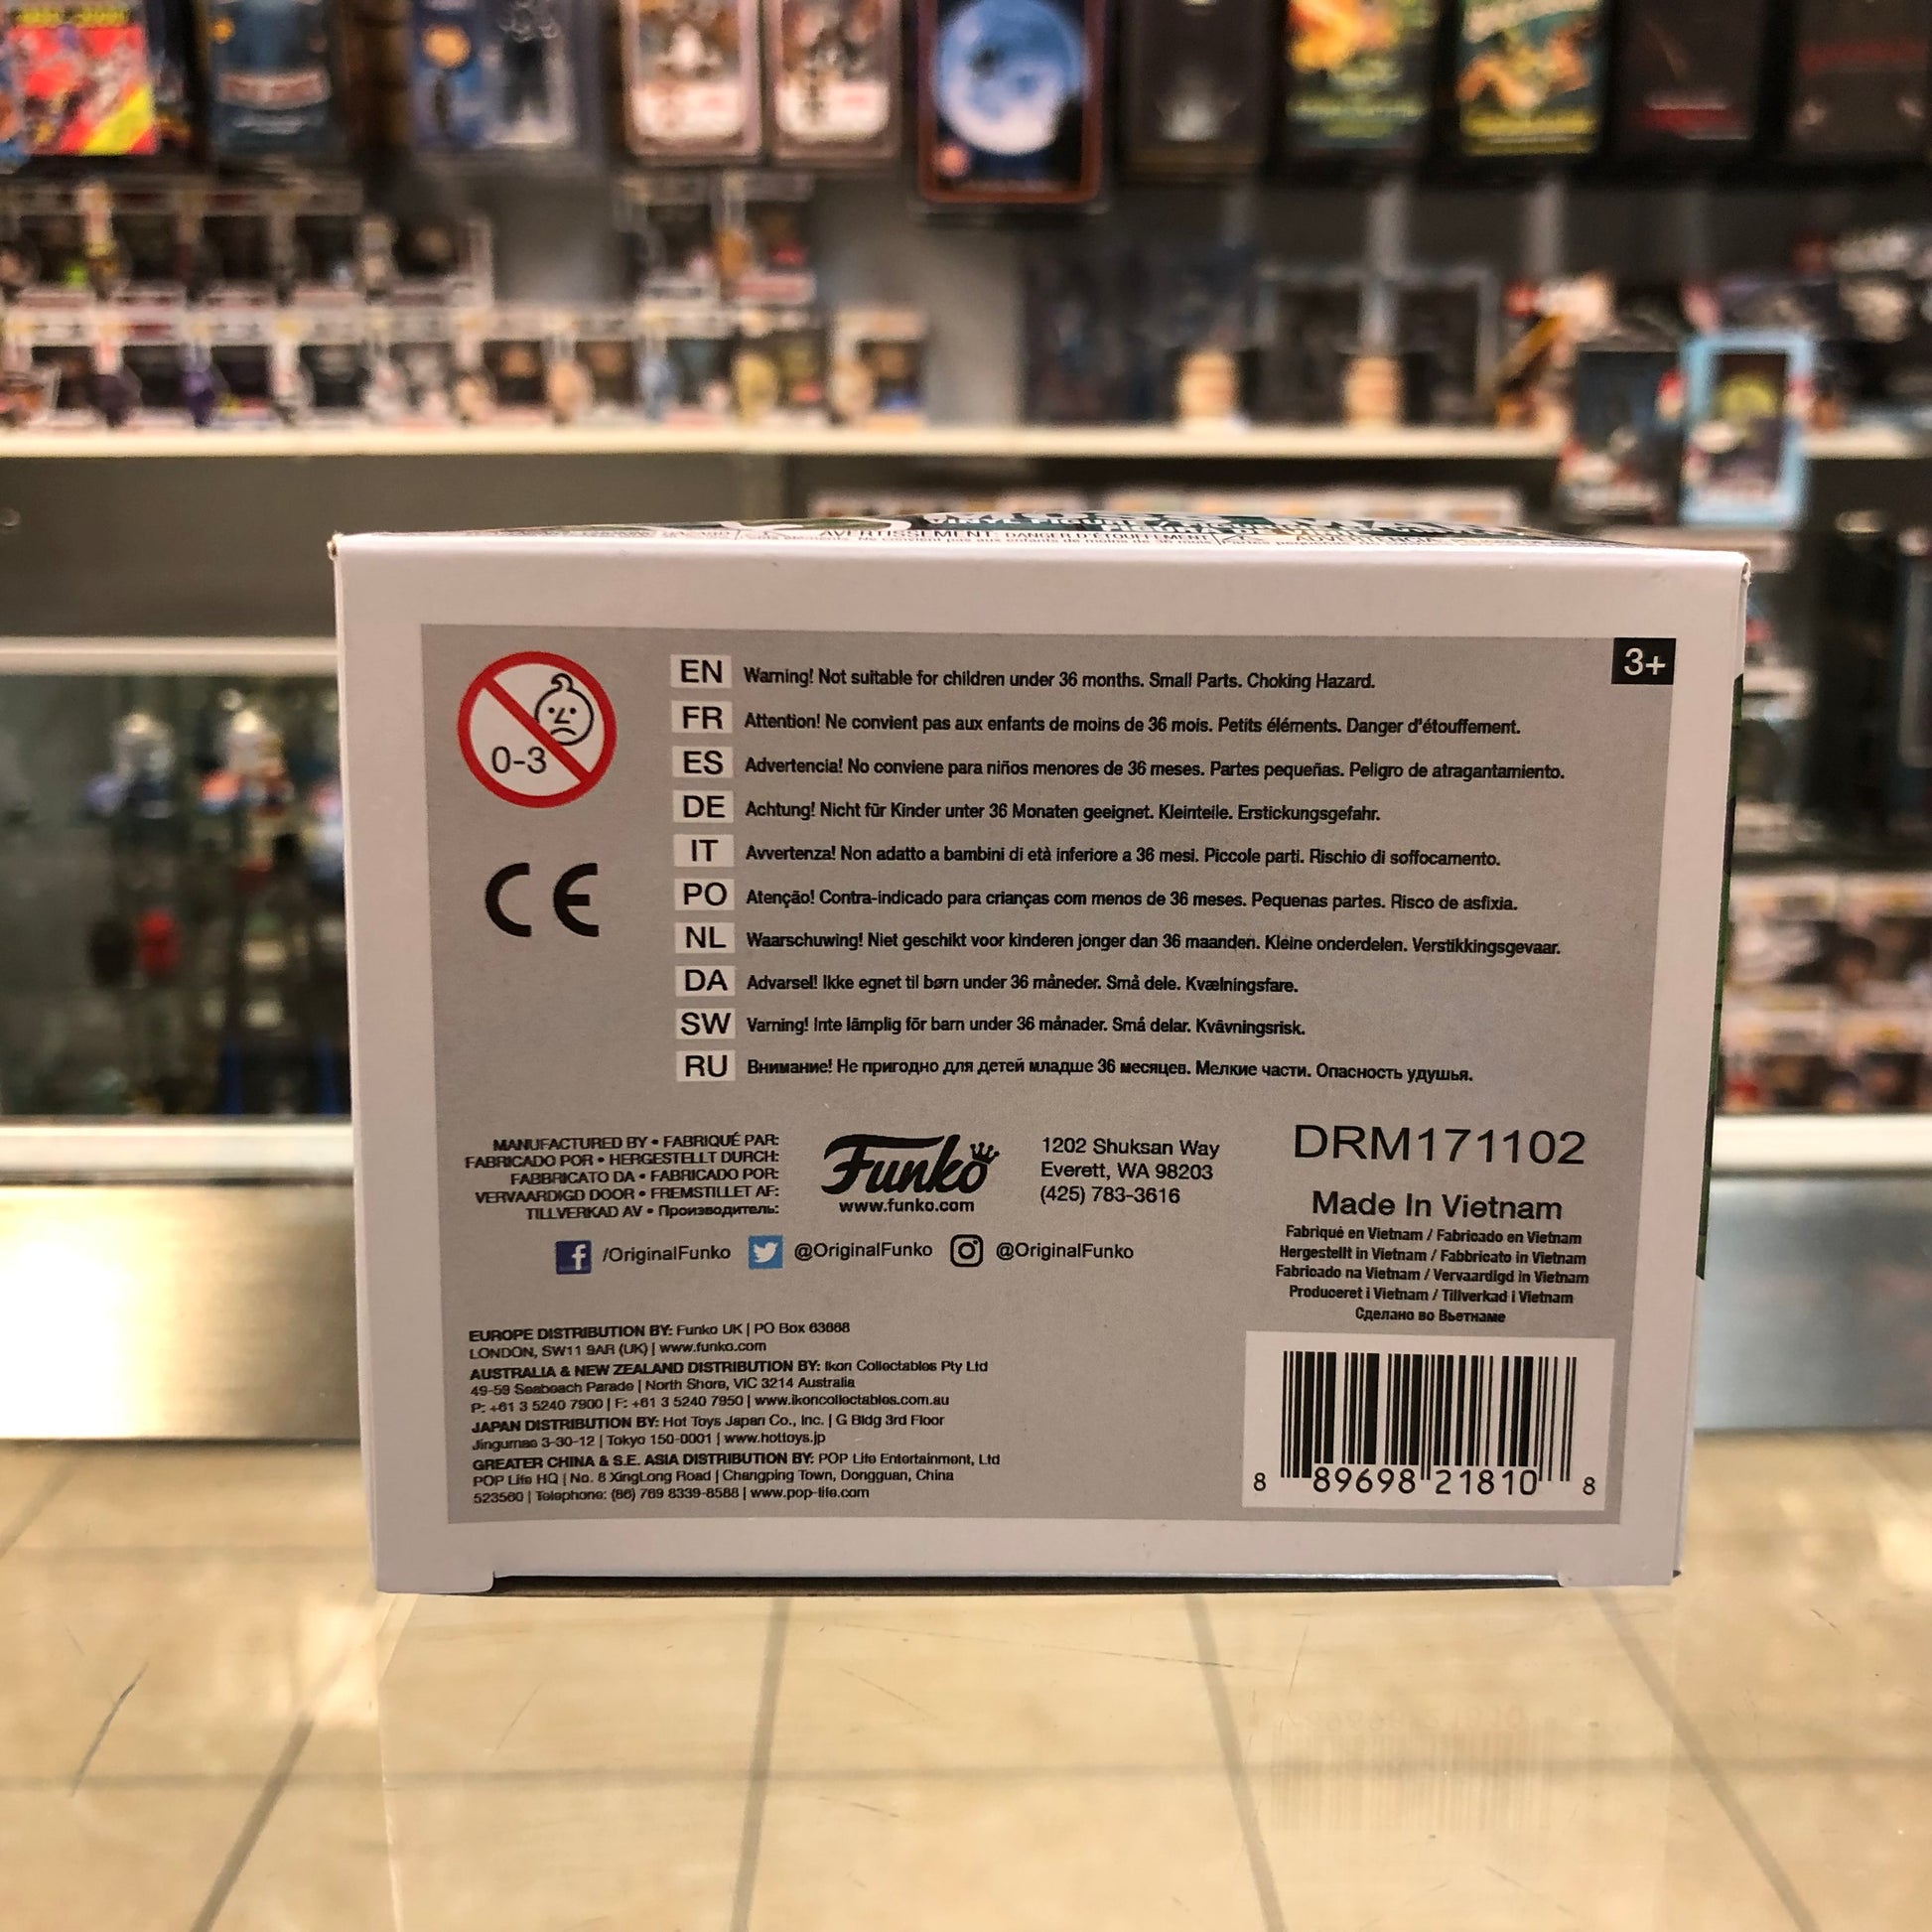 AVERTISSEMENT: DANGER D'ÉTOUFFEMENT
3+
0-3
CE
EN Warning! Not suitable for children under 36 months. Small Parts. Choking Hazard.
FR Attention! Ne convient pas aux enfants de moins de 36 mois. Petits éléments. Danger d'étouffement.
ES Advertencia! No conviene para niños menores de 36 meses. Partes pequeñas. Peligro de atragantamiento.
DE Achtung! Nicht für Kinder unter 36 Monaten geeignet. Kleinteile. Erstickungsgefahr.
IT Avvertenza! Non adatto a bambini di età inferiore a 36 mesi. Piccole parti. Rischio di soffocamento.
PO Atenção! Contra-indicado para crianças com menos de 36 meses. Pequenas partes. Risco de asfixia.
NL Waarschuwing! Niet geschikt voor kinderen jonger dan 36 maanden. Kleine onderdelen. Verstikkingsgevaar.
DA Advarsel! Ikke egnet til børn under 36 måneder. Små dele. Kvælningsfare.
SW Varning! Inte lämplig för barn under 36 månader. Små delar. Kvävningsrisk.
RU Внимание! Не пригодно для детей младше 36 месяцев. Мелкие части. Опасность удушья.
MANUFACTURED BY • FABRIQUÉ PAR:
FABRICADO POR • HERGESTELLT DURCH:
FABBRICATO DA • FABRICADO POR:
VERVAARDIGD DOOR • FREMSTILLET AF:
TILLVERKAD AV • Производитель:
Funko
www.funko.com
1202 Shuksan Way
Everett, WA 98203
(425) 783-3616
/OriginalFunko @OriginalFunko @OriginalFunko
DRM171102
Made In Vietnam
Fabriqué en Vietnam / Fabricado en Vietnam
Hergestellt in Vietnam / Fabbricato in Vietnam
Fabricado na Vietnam / Vervaardigd in Vietnam
Produceret i Vietnam / Tillverkad i Vietnam
Сделано во Вьетнаме
EUROPE DISTRIBUTION BY: Funko UK | PO Box 63668
LONDON, SW11 9AR (UK) | www.funko.com
AUSTRALIA & NEW ZEALAND DISTRIBUTION BY: Ikon Collectables Pty Ltd
49-59 Seabeach Parade | North Shore, VIC 3214 Australia
P: +61 3 5240 7900 | F: +61 3 5240 7950 | www.ikoncollectables.com.au
JAPAN DISTRIBUTION BY: Hot Toys Japan Co., Inc. | G Bldg 3rd Floor
Jingumae 3-30-12 | Tokyo 150-0001 | www.hottoys.jp
GREATER CHINA & S.E. ASIA DISTRIBUTION BY: POP Life Entertainment, Ltd
POP Life HQ | No. 8 XingLong Road | Changping Town, Dongguan, China
523560 | Telephone: (86) 769 8339-8588 | www.pop-life.com
8 89698 21810 8